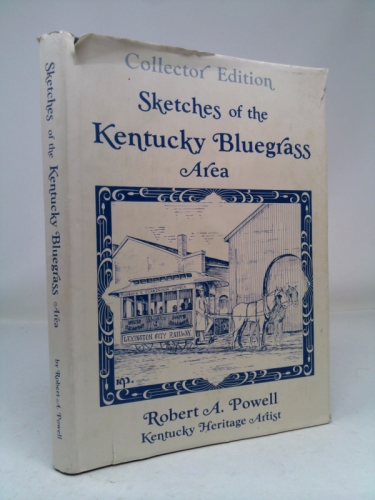 Collector Edition
Sketches of the
Kentucky Bluegrass
Area
LEXINGTON CITY RAILWAY
Robert A. Powell
Kentucky Heritage Artist
Sketches of the Kentucky Bluegrass Area
by Robert A. Powell